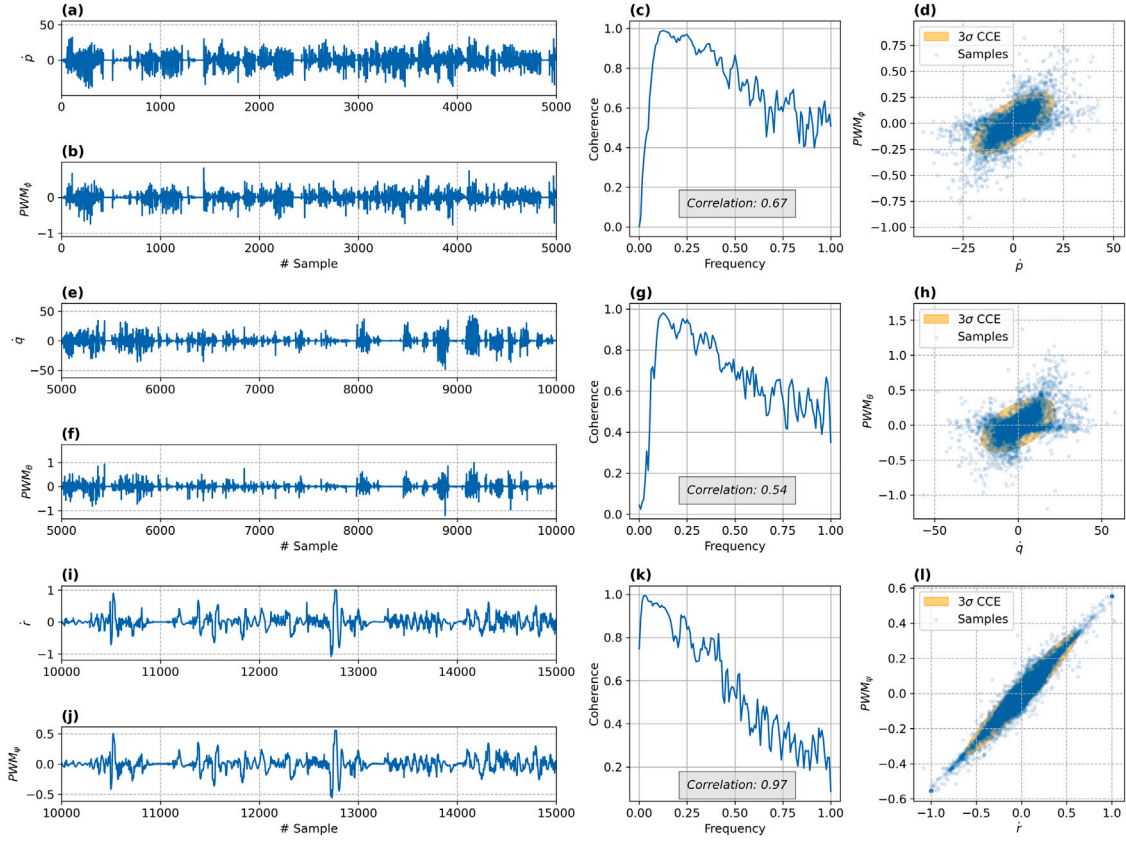 (a)
50
0
ṗ
0 1000 2000 3000 4000 5000
(b)
0
−1
PWM_ϕ
0 1000 2000 3000 4000 5000
# Sample
(c)
1.0
0.8
0.6
0.4
0.2
0.0
Coherence
Correlation: 0.67
0.00 0.25 0.50 0.75 1.00
Frequency
(d)
3σ CCE
Samples
0.75
0.50
0.25
0.00
−0.25
−0.50
−0.75
−1.00
PWM_ϕ
−25 0 25 50
ṗ
(e)
50
0
−50
q̇
5000 6000 7000 8000 9000 10000
(f)
1
0
−1
PWM_θ
5000 6000 7000 8000 9000 10000
# Sample
(g)
1.0
0.8
0.6
0.4
0.2
0.0
Coherence
Correlation: 0.54
0.00 0.25 0.50 0.75 1.00
Frequency
(h)
3σ CCE
Samples
1.5
1.0
0.5
0.0
−0.5
−1.0
PWM_θ
−50 0 50
q̇
(i)
1
0
1
ṙ
10000 11000 12000 13000 14000 15000
(j)
0.5
0.0
−0.5
PWM_ψ
10000 11000 12000 13000 14000 15000
# Sample
(k)
1.0
0.8
0.6
0.4
0.2
Coherence
Correlation: 0.97
0.00 0.25 0.50 0.75 1.00
Frequency
(l)
3σ CCE
Samples
0.6
0.4
0.2
0.0
−0.2
−0.4
−0.6
PWM_ψ
−1.0 −0.5 0.0 0.5 1.0
ṙ